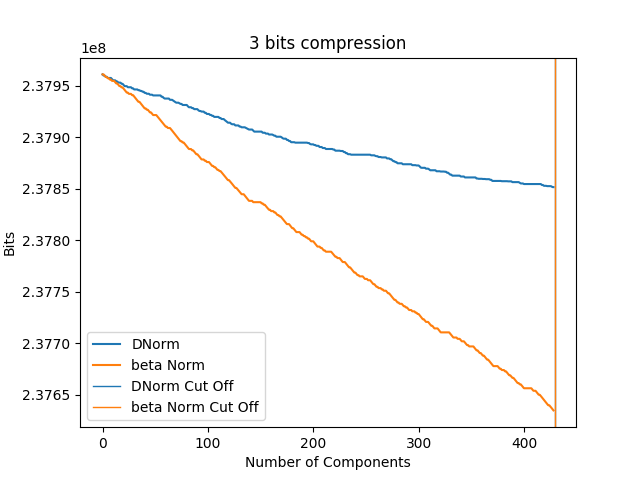 3 bits compression
1e8
2.3795
2.3790
2.3785
2.3780
2.3775
2.3770
2.3765
Bits
DNorm
beta Norm
DNorm Cut Off
beta Norm Cut Off
0 100 200 300 400
Number of Components